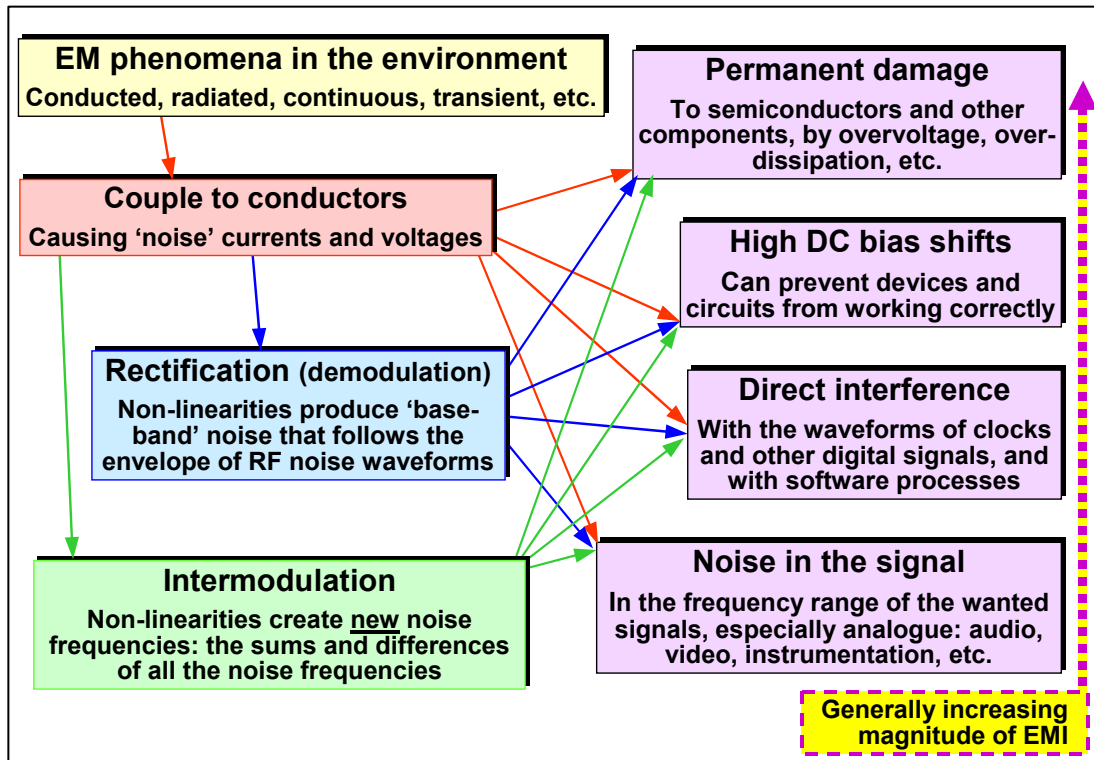 EM phenomena in the environment
Conducted, radiated, continuous, transient, etc.
Couple to conductors
Causing ‘noise’ currents and voltages
Rectification (demodulation)
Non-linearities produce ‘base-
band’ noise that follows the
envelope of RF noise waveforms
Intermodulation
Non-linearities create new noise
frequencies: the sums and differences
of all the noise frequencies
Permanent damage
To semiconductors and other
components, by overvoltage, over-
dissipation, etc.
High DC bias shifts
Can prevent devices and
circuits from working correctly
Direct interference
With the waveforms of clocks
and other digital signals, and
with software processes
Noise in the signal
In the frequency range of the wanted
signals, especially analogue: audio,
video, instrumentation, etc.
Generally increasing
magnitude of EMI